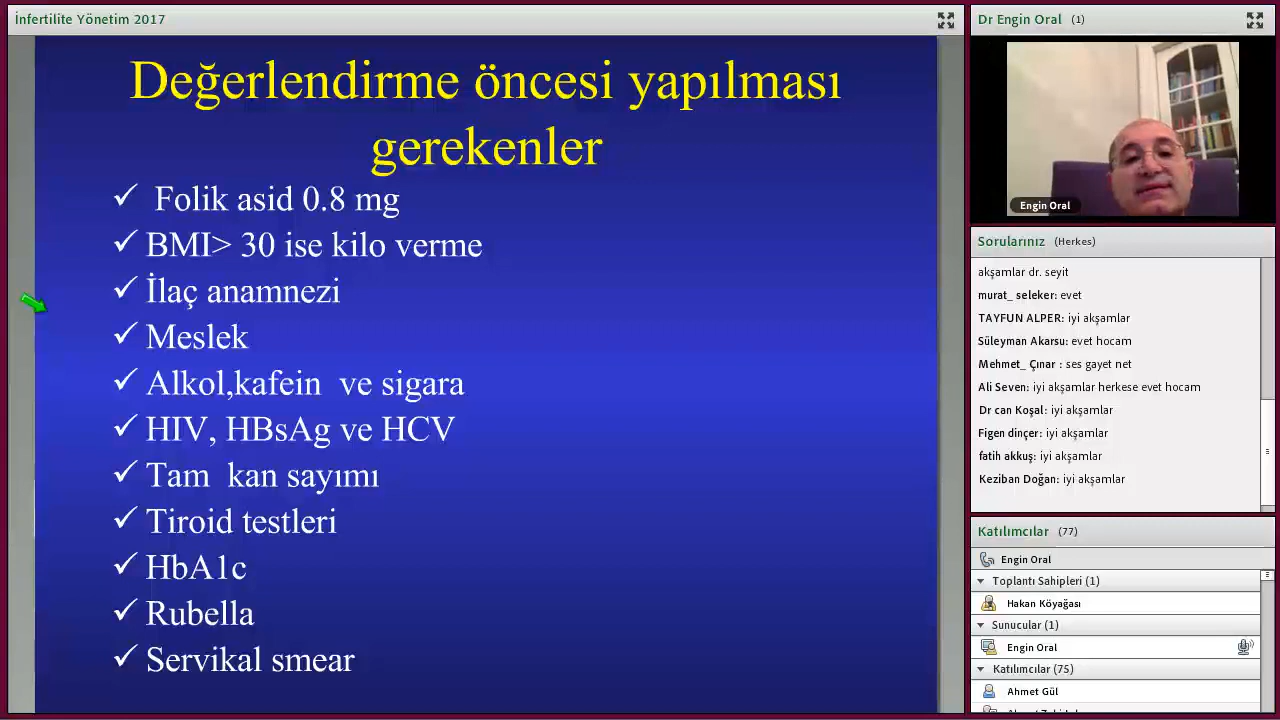 İnfertilite Yönetim 2017
Değerlendirme öncesi yapılması
gerekenler
✓ Folik asid 0.8 mg
✓ BMI> 30 ise kilo verme
✓ İlaç anamnezi
✓ Meslek
✓ Alkol,kafein ve sigara
✓ HIV, HBsAg ve HCV
✓ Tam kan sayımı
✓ Tiroid testleri
✓ HbA1c
✓ Rubella
✓ Servikal smear
Dr Engin Oral (1)
Engin Oral
Sorularınız (Herkes)
akşamlar dr. seyit
murat_ seleker: evet
TAYFUN ALPER: iyi akşamlar
Süleyman Akarsu: evet hocam
Mehmet_ Çınar : ses gayet net
Ali Seven: iyi akşamlar herkese evet hocam
Dr can Koşal: iyi akşamlar
Figen dinçer: iyi akşamlar
fatih akkuş: iyi akşamlar
Keziban Doğan: iyi akşamlar
Katılımcılar (77)
Engin Oral
Toplantı Sahipleri (1)
Hakan Köyağası
Sunucular (1)
Engin Oral
Katılımcılar (75)
Ahmet Gül